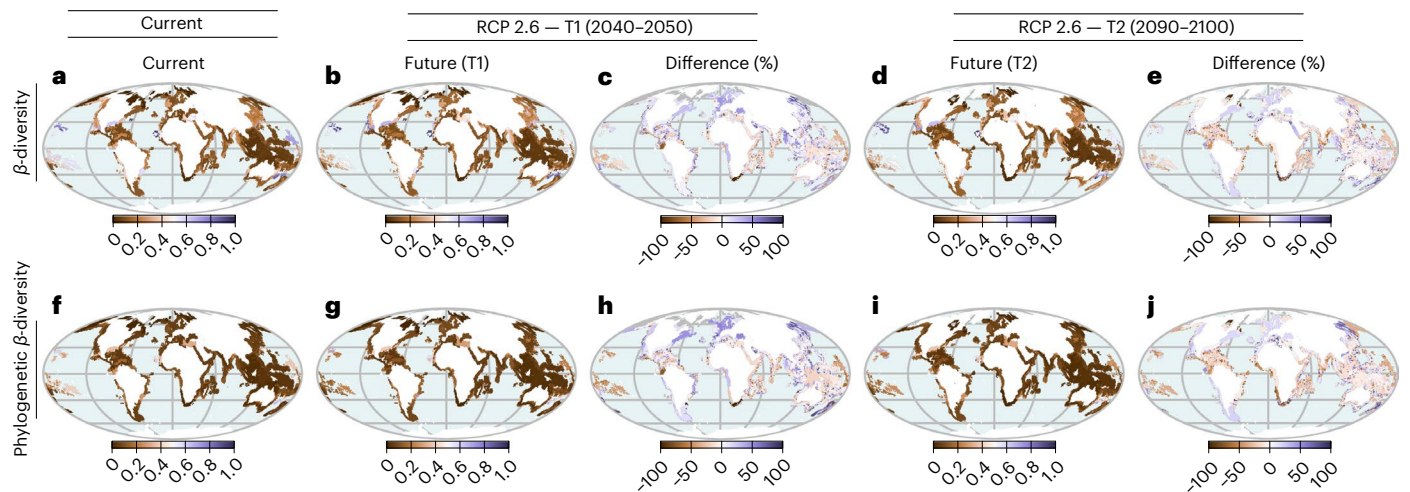 Current
RCP 2.6 — T1 (2040–2050)
RCP 2.6 — T2 (2090–2100)
Current
Future (T1)
Difference (%)
Future (T2)
Difference (%)
a
b
c
d
e
β-diversity
0 0.2 0.4 0.6 0.8 1.0
0 0.2 0.4 0.6 0.8 1.0
−100 −50 0 50 100
0 0.2 0.4 0.6 0.8 1.0
−100 −50 0 50 100
f
g
h
i
j
Phylogenetic β-diversity
0 0.2 0.4 0.6 0.8 1.0
0 0.2 0.4 0.6 0.8 1.0
−100 −50 0 50 100
0 0.2 0.4 0.6 0.8 1.0
−100 −50 0 50 100